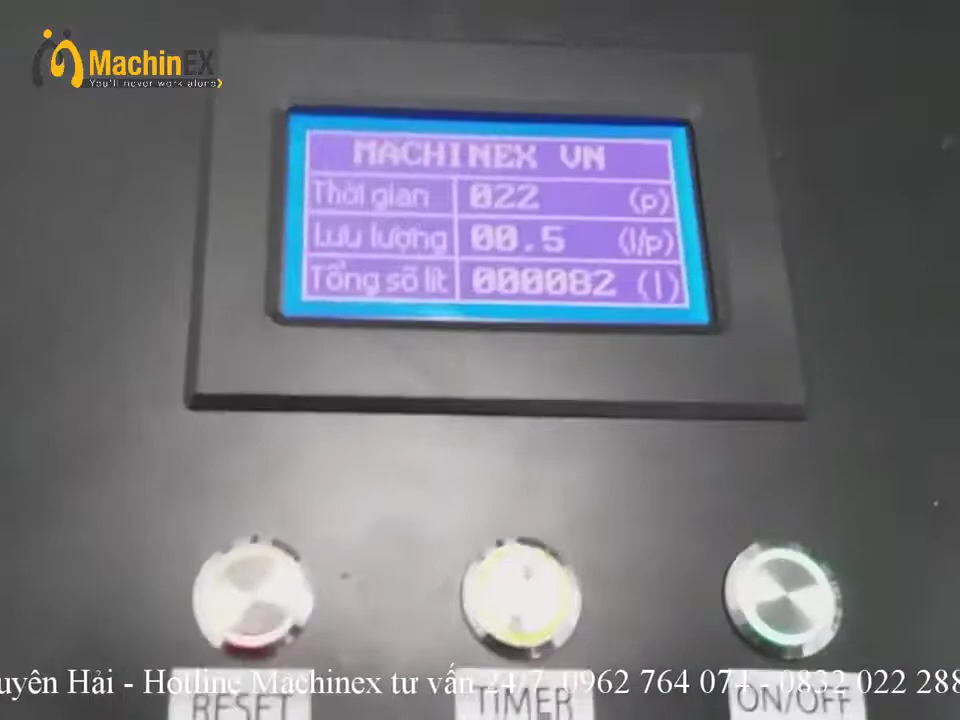 MachinEX
You'll never work alone
MACHINEX VN
Thời gian 022 (p)
Lưu lượng 00.5 (l/p)
Tổng số lít 000082 (l)
uyên Hải - Hotline Machinex tư vấn 24/7 0962 764 074 - 0832 022 288
RESET TIMER ON/OFF